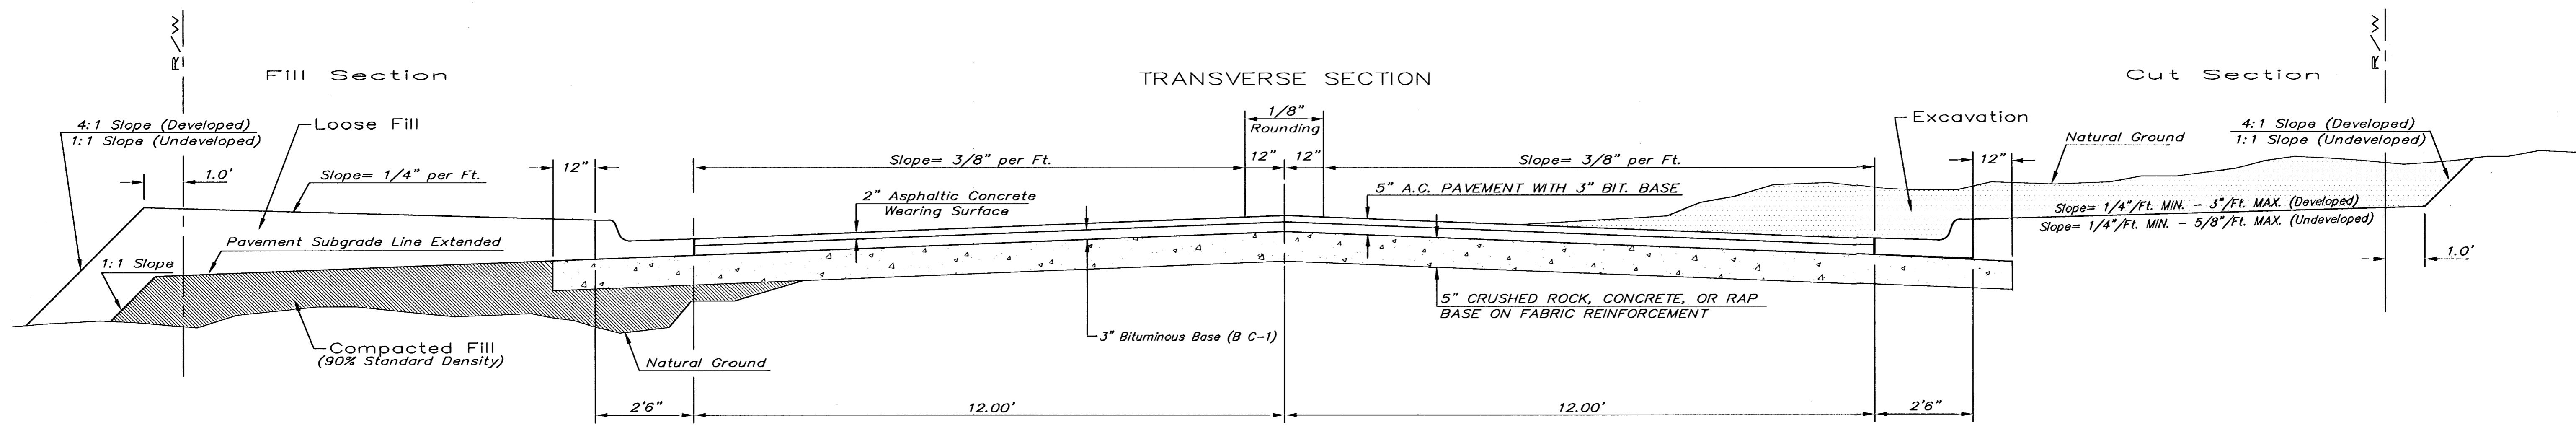 R/W
R/W
Fill Section
TRANSVERSE SECTION
Cut Section
4:1 Slope (Developed)
1:1 Slope (Undeveloped)
Loose Fill
1/8"
Rounding
Excavation
Natural Ground
4:1 Slope (Developed)
1:1 Slope (Undeveloped)
1.0'
Slope= 1/4" per Ft.
12"
Slope= 3/8" per Ft.
12"
12"
Slope= 3/8" per Ft.
12"
2" Asphaltic Concrete
Wearing Surface
5" A.C. PAVEMENT WITH 3" BIT. BASE
Slope= 1/4"/Ft. MIN. - 3"/Ft. MAX. (Developed)
Slope= 1/4"/Ft. MIN. - 5/8"/Ft. MAX. (Undeveloped)
Pavement Subgrade Line Extended
1:1 Slope
1.0'
5" CRUSHED ROCK, CONCRETE, OR RAP
BASE ON FABRIC REINFORCEMENT
3" Bituminous Base (B C-1)
Compacted Fill
(90% Standard Density)
Natural Ground
2'6"
12.00'
12.00'
2'6"